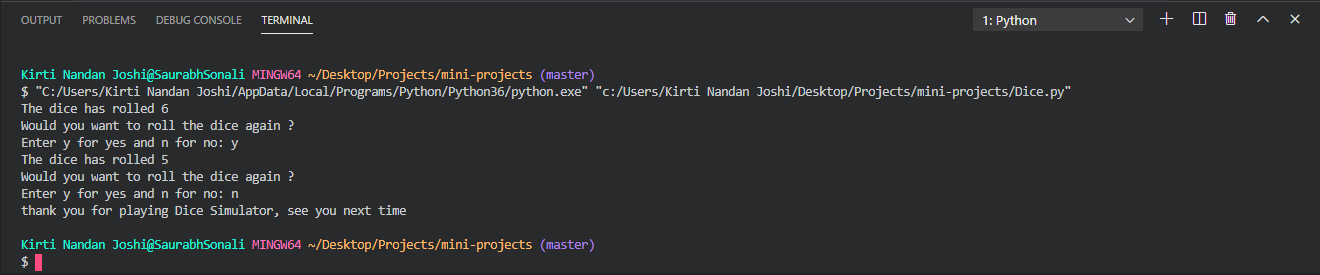 OUTPUT PROBLEMS DEBUG CONSOLE TERMINAL 1: Python
Kirti Nandan Joshi@SaurabhSonali MINGW64 ~/Desktop/Projects/mini-projects (master)
$ "C:/Users/Kirti Nandan Joshi/AppData/Local/Programs/Python/Python36/python.exe" "c:/Users/Kirti Nandan Joshi/Desktop/Projects/mini-projects/Dice.py"
The dice has rolled 6
Would you want to roll the dice again ?
Enter y for yes and n for no: y
The dice has rolled 5
Would you want to roll the dice again ?
Enter y for yes and n for no: n
thank you for playing Dice Simulator, see you next time
Kirti Nandan Joshi@SaurabhSonali MINGW64 ~/Desktop/Projects/mini-projects (master)
$